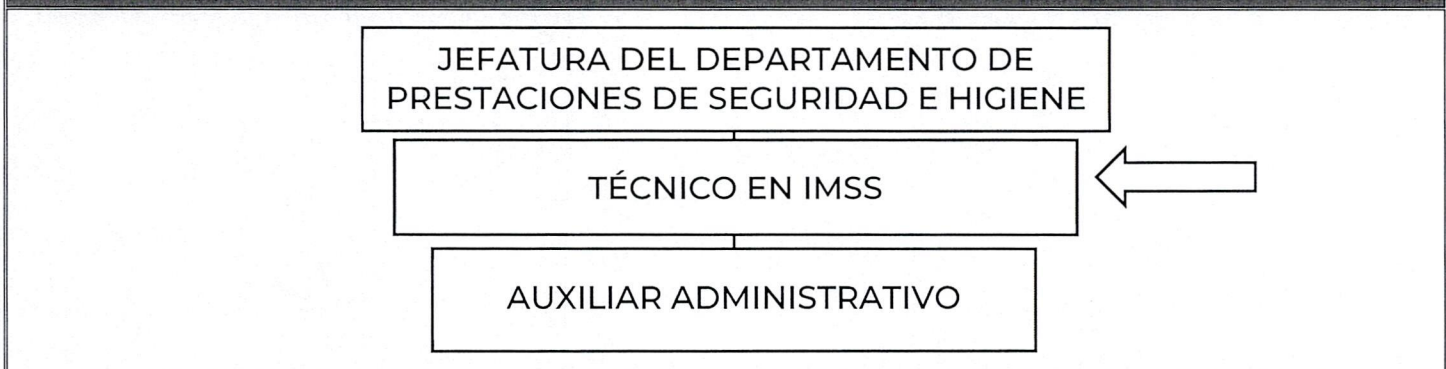 JEFATURA DEL DEPARTAMENTO DE
PRESTACIONES DE SEGURIDAD E HIGIENE
TÉCNICO EN IMSS
AUXILIAR ADMINISTRATIVO